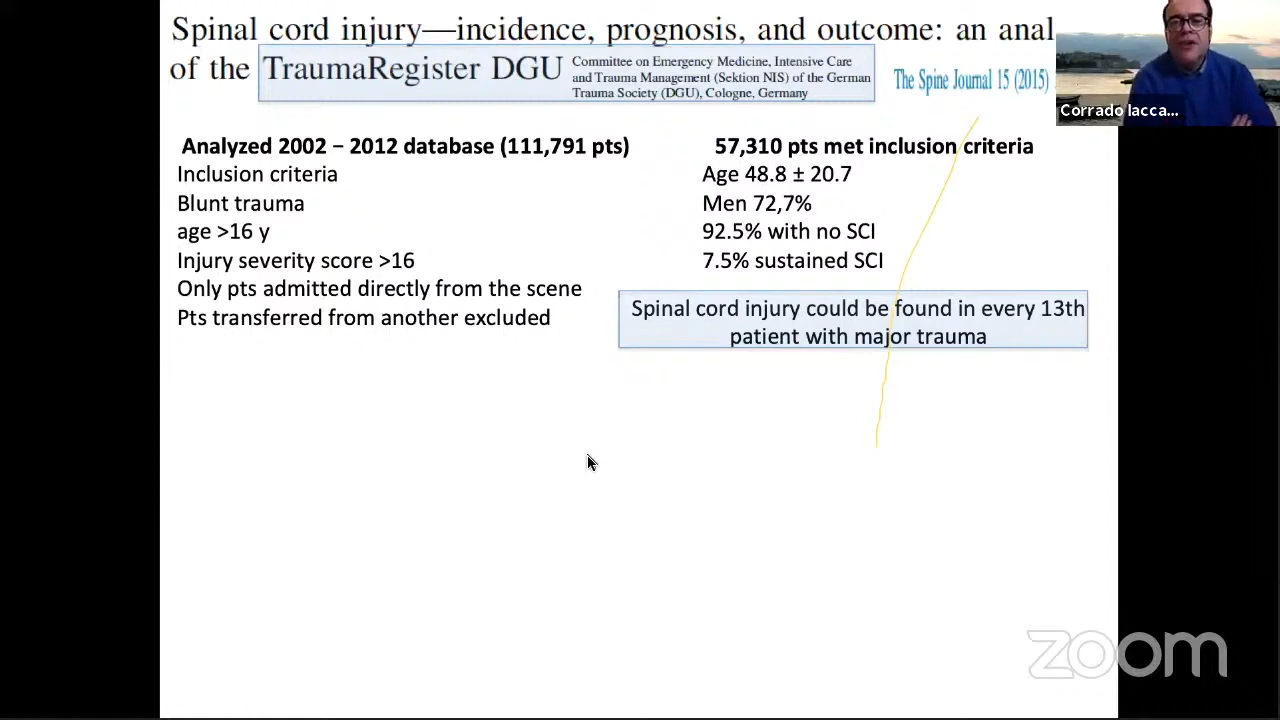 Spinal cord injury—incidence, prognosis, and outcome: an anal
of the TraumaRegister DGU
Committee on Emergency Medicine, Intensive Care
and Trauma Management (Sektion NIS) of the German
Trauma Society (DGU), Cologne, Germany
The Spine Journal 15 (2015)
Corrado Iacca...
Analyzed 2002 – 2012 database (111,791 pts)
Inclusion criteria
Blunt trauma
age >16 y
Injury severity score >16
Only pts admitted directly from the scene
Pts transferred from another excluded
57,310 pts met inclusion criteria
Age 48.8 ± 20.7
Men 72,7%
92.5% with no SCI
7.5% sustained SCI
Spinal cord injury could be found in every 13th
patient with major trauma
zoom